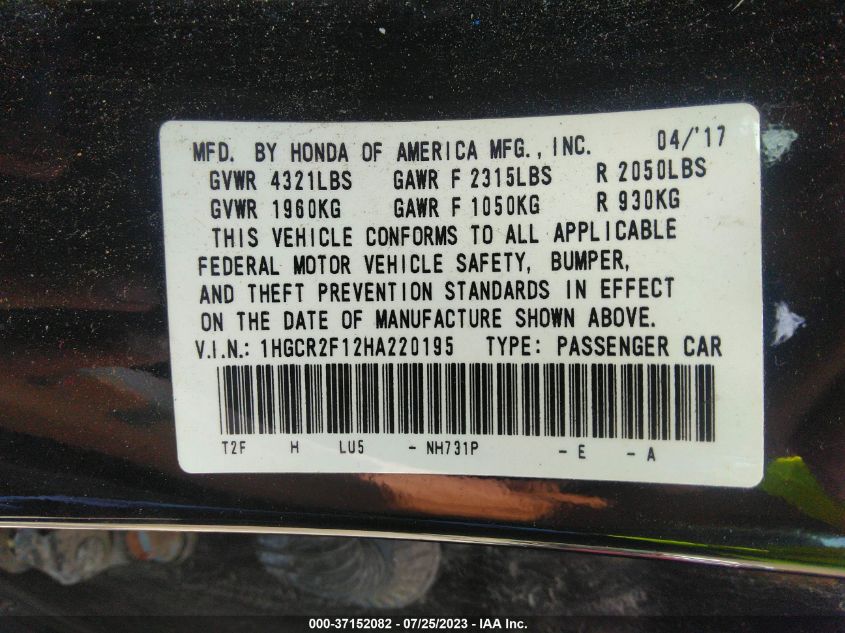 MFD. BY HONDA OF AMERICA MFG., INC. 04/'17
GVWR 4321LBS GAWR F 2315LBS R 2050LBS
GVWR 1960KG GAWR F 1050KG R 930KG
THIS VEHICLE CONFORMS TO ALL APPLICABLE
FEDERAL MOTOR VEHICLE SAFETY, BUMPER,
AND THEFT PREVENTION STANDARDS IN EFFECT
ON THE DATE OF MANUFACTURE SHOWN ABOVE.
V.I.N.: 1HGCR2F12HA220195 TYPE: PASSENGER CAR
T2F H LU5 - NH731P - E - A
000-37152082 - 07/25/2023 - IAA Inc.